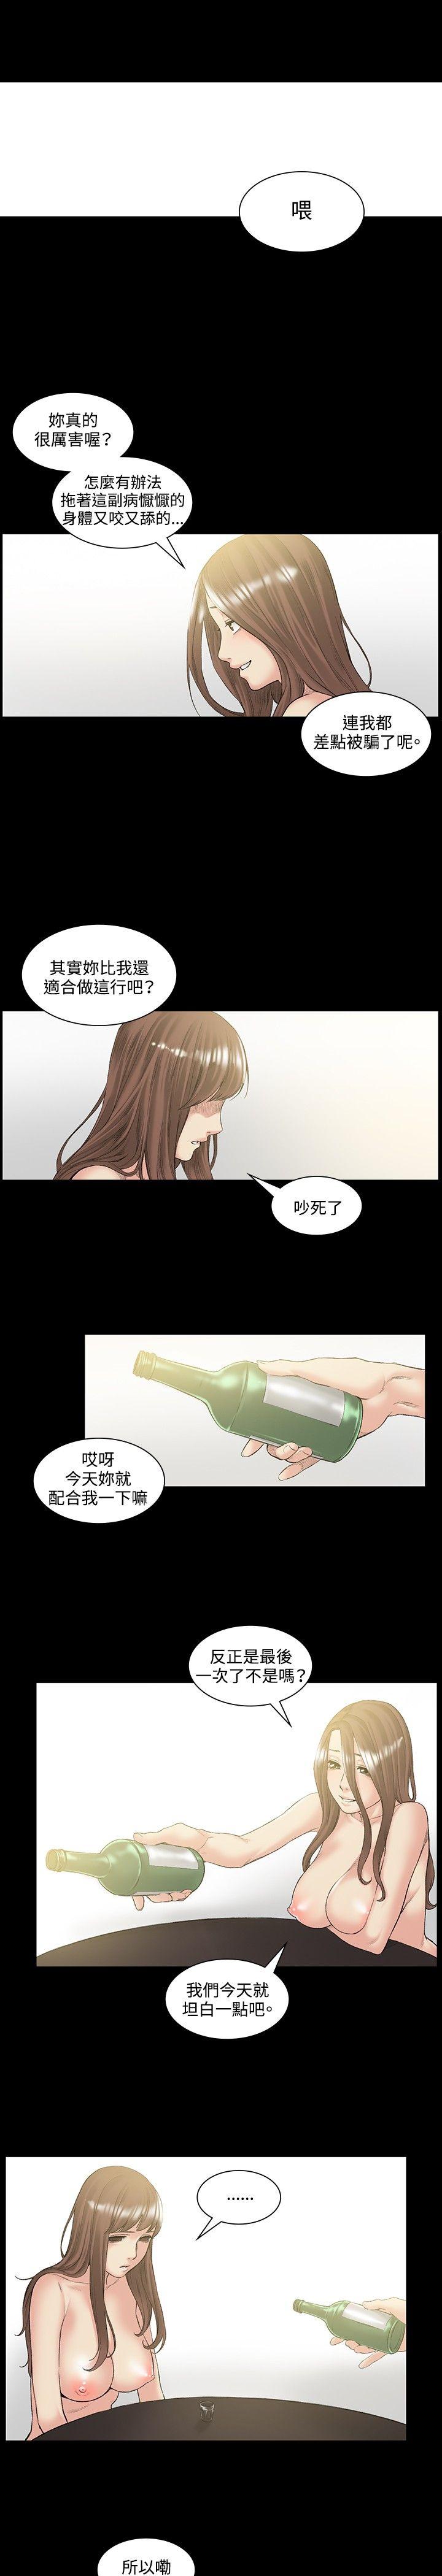 喂
妳真的
很厲害喔？
怎麼有辦法
拖著這副病懨懨的
身體又咬又舔的...
連我都
差點被騙了呢。
其實妳比我還
適合做這行吧？
吵死了
哎呀
今天妳就
配合我一下嘛
反正是最後
一次了不是嗎？
我們今天就
坦白一點吧。
......
所以嘞